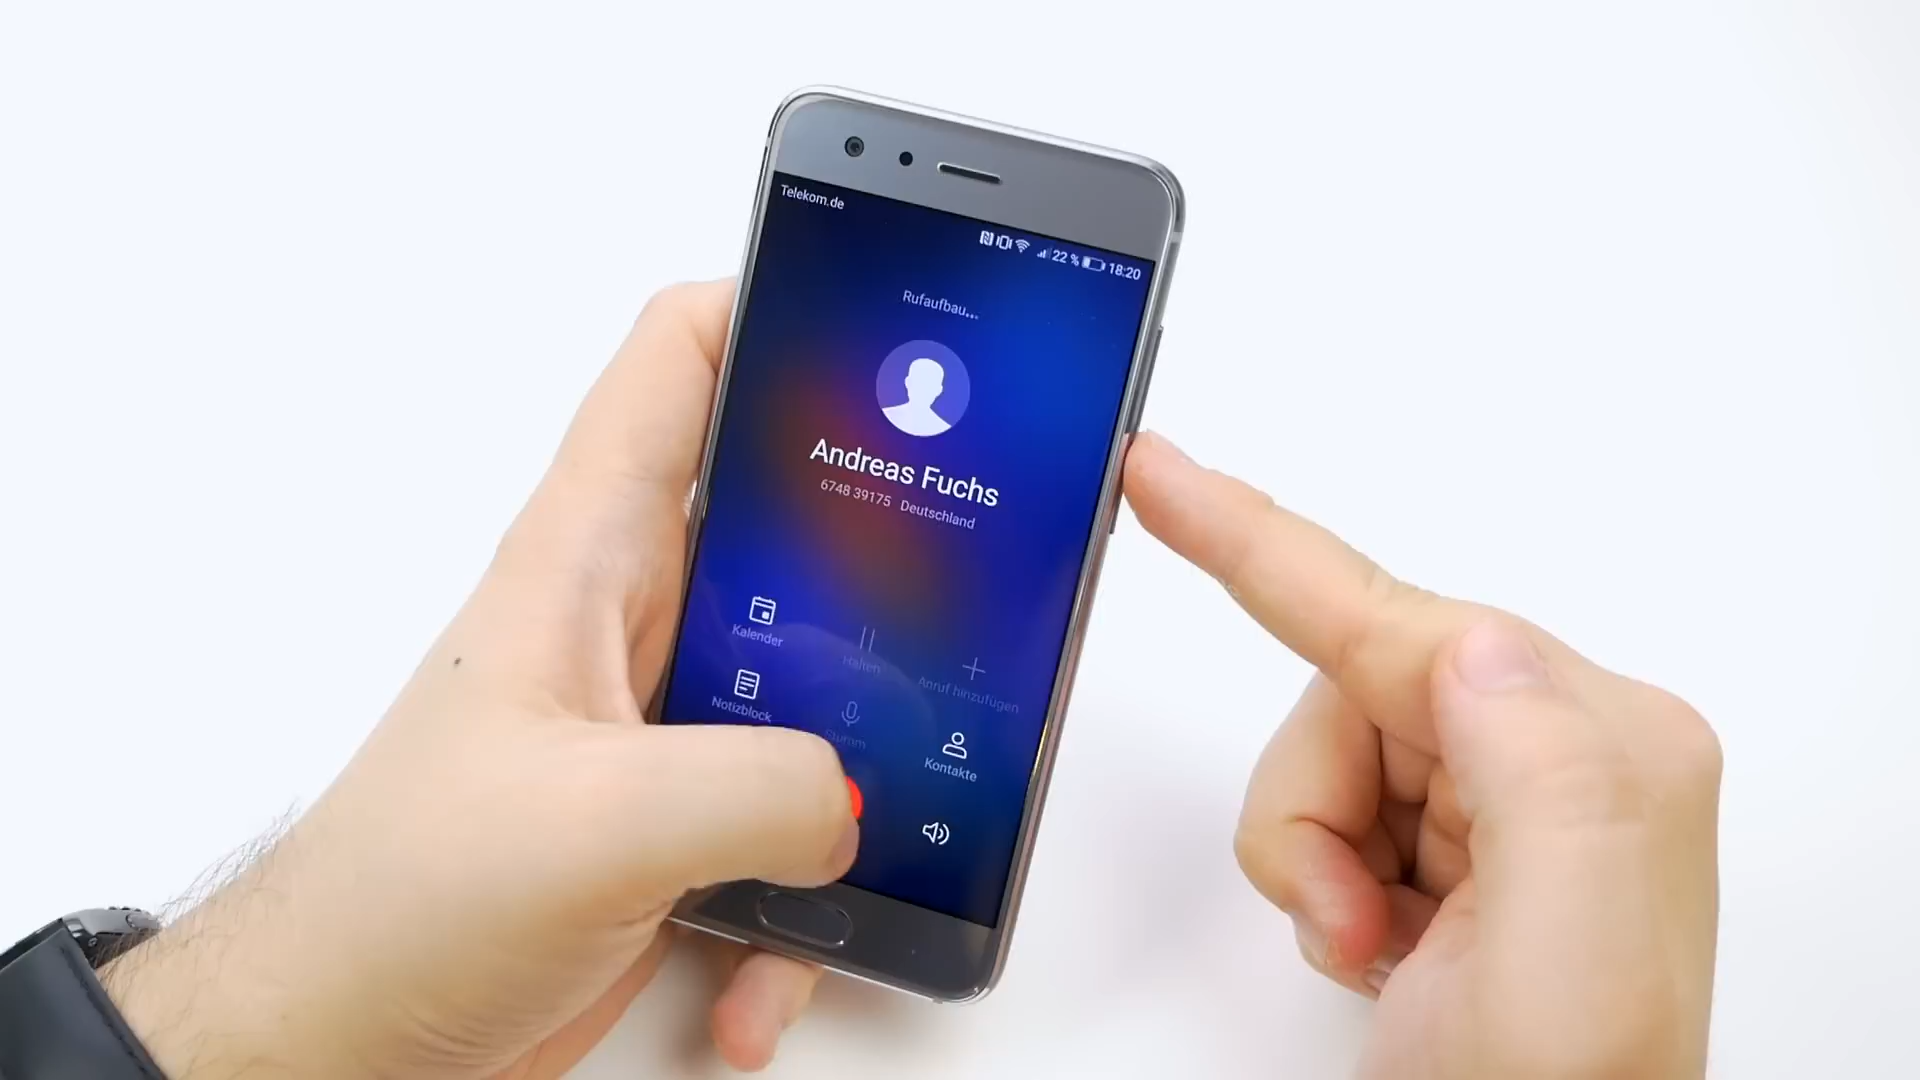 Telekom.de
22 % 18:20
Rufaufbau...
Andreas Fuchs
6748 39175 Deutschland
Kalender
Halten
Anruf hinzufügen
Notizblock
Stumm
Kontakte